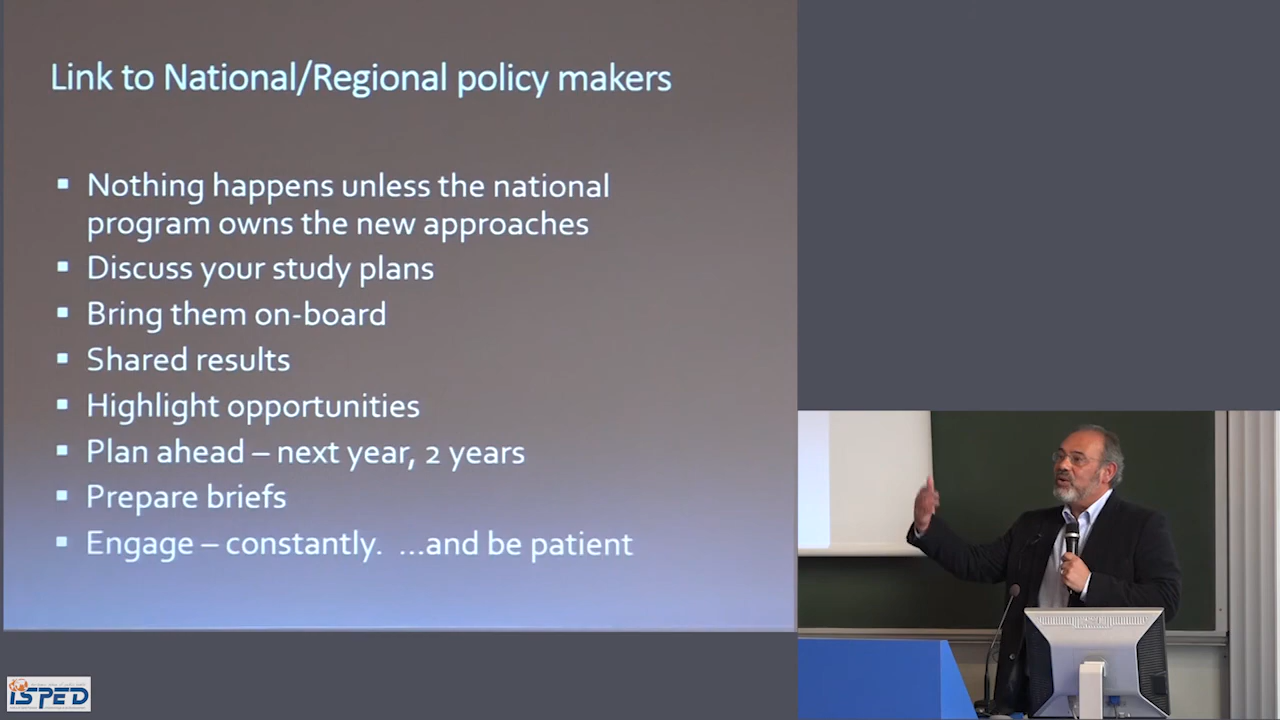 Link to National/Regional policy makers
Nothing happens unless the national
program owns the new approaches
Discuss your study plans
Bring them on-board
Shared results
Highlight opportunities
Plan ahead – next year, 2 years
Prepare briefs
Engage – constantly.  ...and be patient
ISPED